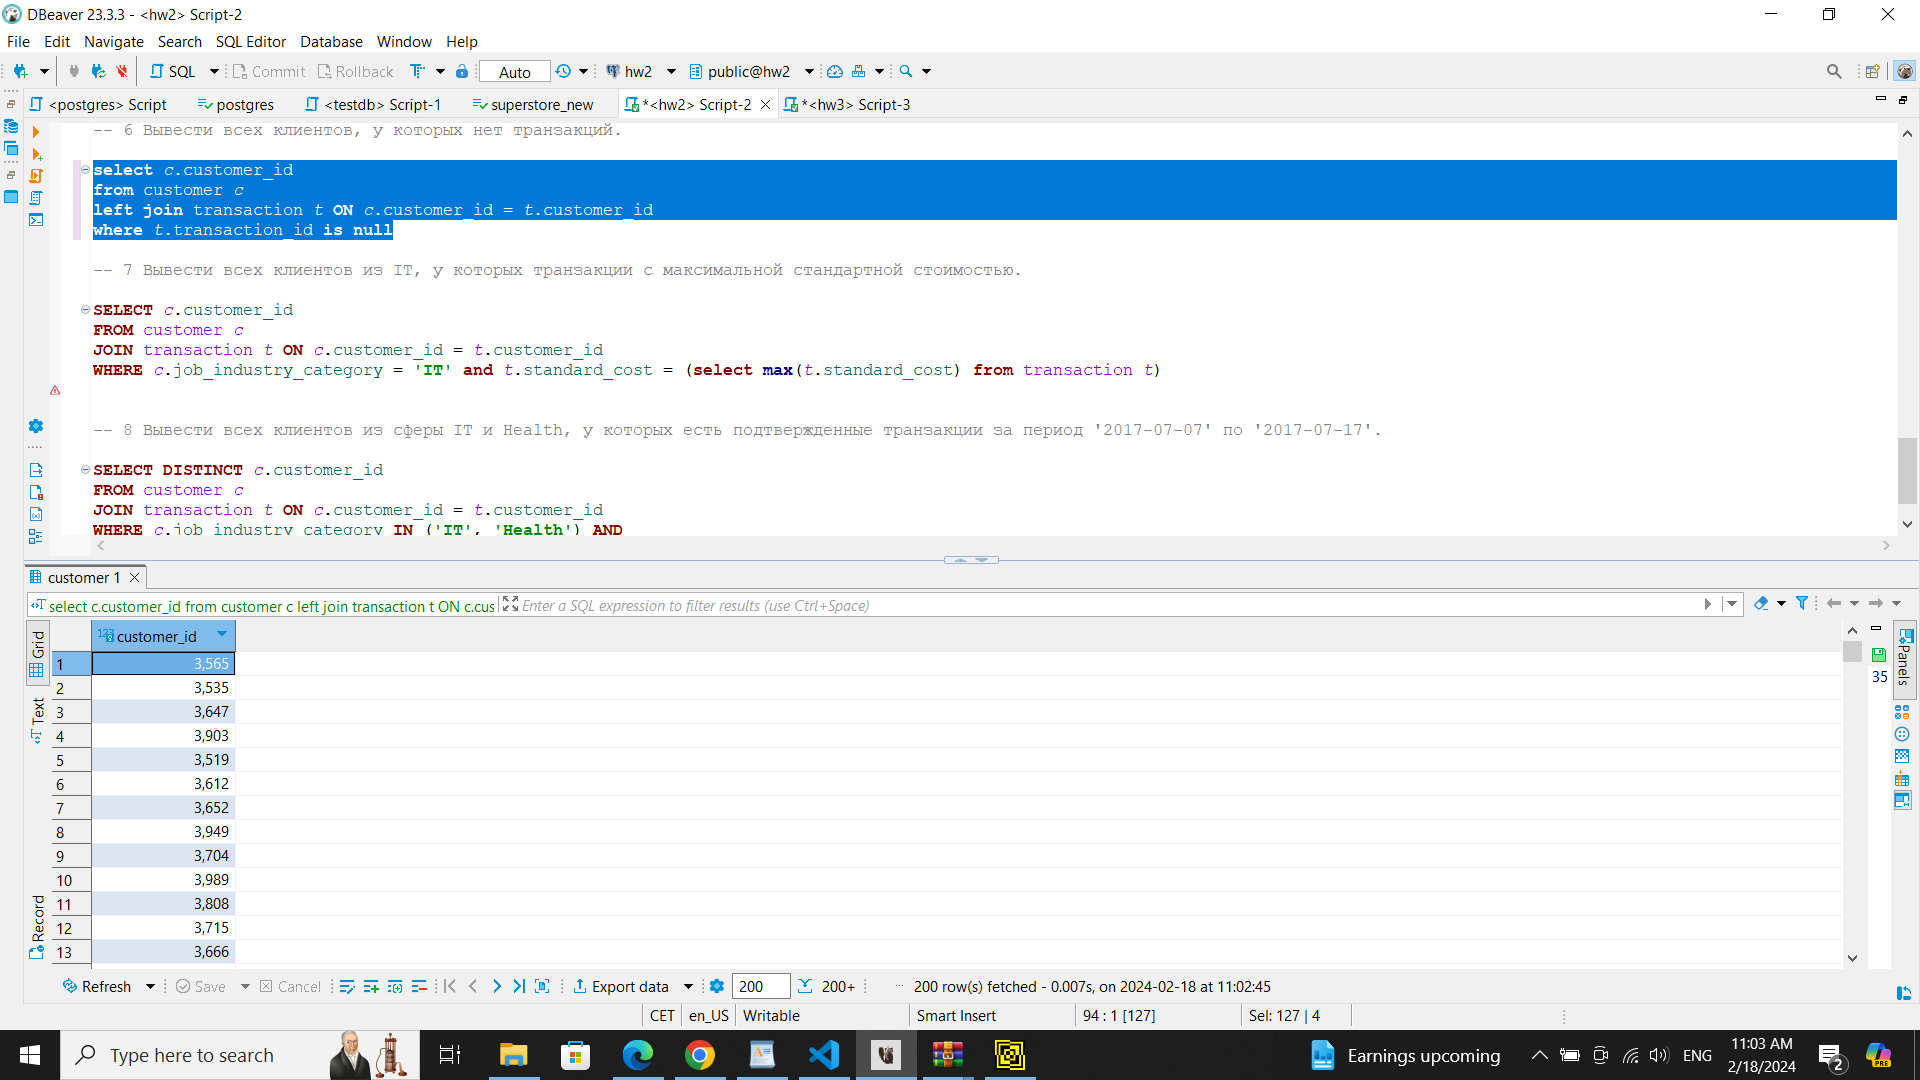 DBeaver 23.3.3 - <hw2> Script-2
File Edit Navigate Search SQL Editor Database Window Help
SQL Commit Rollback Auto hw2 public@hw2
<postgres> Script postgres <testdb> Script-1 superstore_new *<hw2> Script-2 *<hw3> Script-3
-- 6 Вывести всех клиентов, у которых нет транзакций.
select c.customer_id
from customer c
left join transaction t ON c.customer_id = t.customer_id
where t.transaction_id is null
-- 7 Вывести всех клиентов из IT, у которых транзакции с максимальной стандартной стоимостью.
SELECT c.customer_id
FROM customer c
JOIN transaction t ON c.customer_id = t.customer_id
WHERE c.job_industry_category = 'IT' and t.standard_cost = (select max(t.standard_cost) from transaction t)
-- 8 Вывести всех клиентов из сферы IT и Health, у которых есть подтвержденные транзакции за период '2017-07-07' по '2017-07-17'.
SELECT DISTINCT c.customer_id
FROM customer c
JOIN transaction t ON c.customer_id = t.customer_id
WHERE c.job_industry_category IN ('IT', 'Health') AND
customer 1
select c.customer_id from customer c left join transaction t ON c.cus
Enter a SQL expression to filter results (use Ctrl+Space)
Grid
Text
Record
Panels
35
123 customer_id
1 3,565
2 3,535
3 3,647
4 3,903
5 3,519
6 3,612
7 3,652
8 3,949
9 3,704
10 3,989
11 3,808
12 3,715
13 3,666
Refresh Save Cancel Export data 200 200+ ... 200 row(s) fetched - 0.007s, on 2024-02-18 at 11:02:45
CET en_US Writable Smart Insert 94 : 1 [127] Sel: 127 | 4
Type here to search
Earnings upcoming
ENG
11:03 AM
2/18/2024
2
PRE